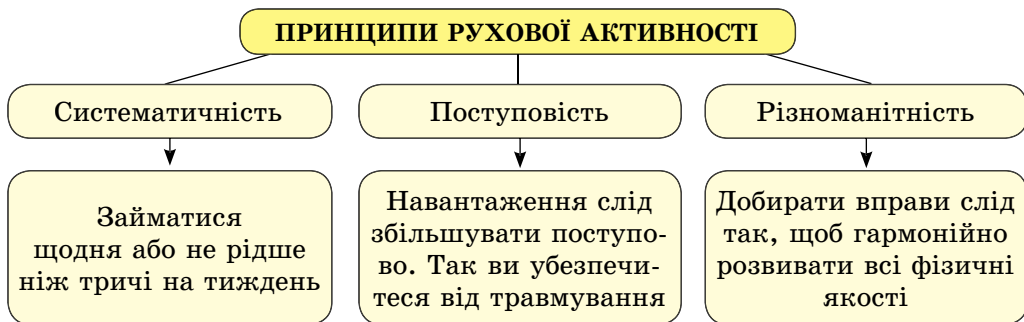 ПРИНЦИПИ РУХОВОЇ АКТИВНОСТІ
Систематичність
Займатися
щодня або не рідше
ніж тричі на тиждень
Поступовість
Навантаження слід
збільшувати поступо-
во. Так ви убезпечи-
теся від травмування
Різноманітність
Добирати вправи слід
так, щоб гармонійно
розвивати всі фізичні
якості